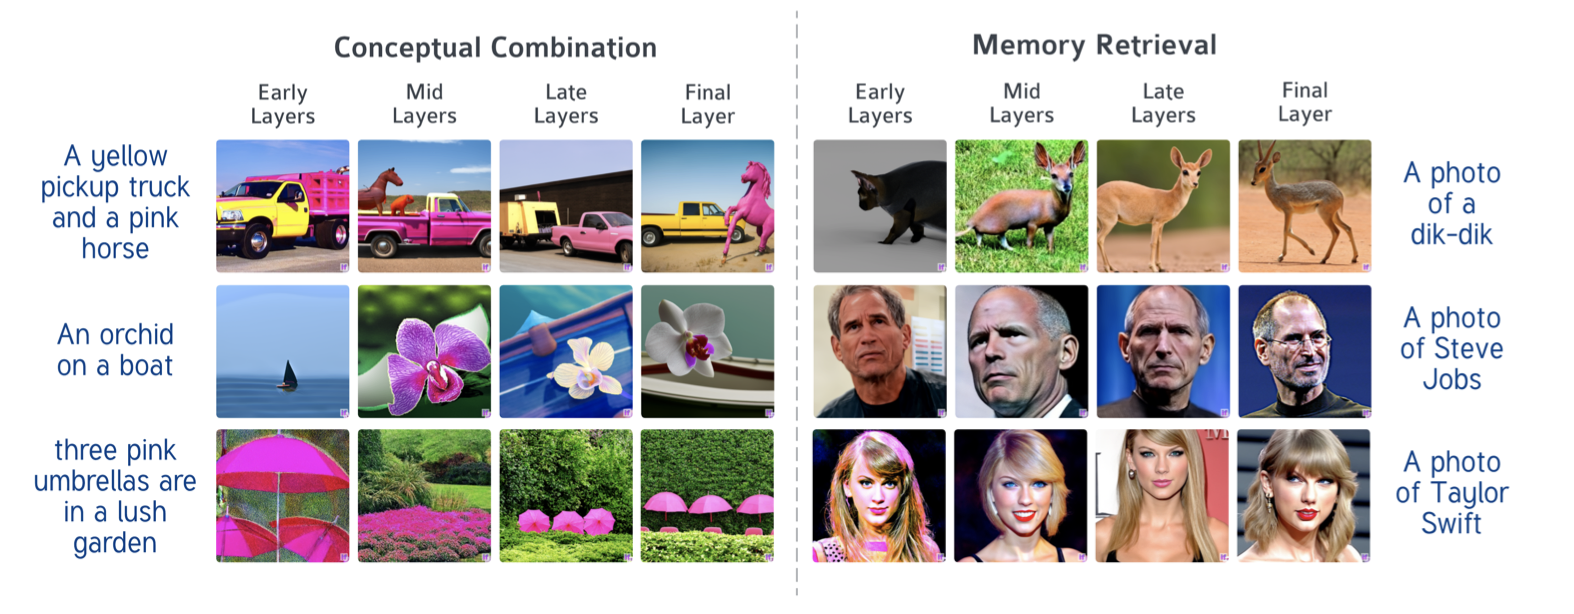 Conceptual Combination
Early
Layers
Mid
Layers
Late
Layers
Final
Layer
A yellow
pickup truck
and a pink
horse
An orchid
on a boat
three pink
umbrellas are
in a lush
garden
Memory Retrieval
Early
Layers
Mid
Layers
Late
Layers
Final
Layer
A photo
of a
dik-dik
A photo
of Steve
Jobs
A photo
of Taylor
Swift